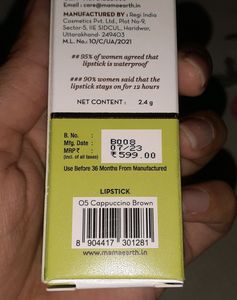 Email : care@mamaearth.in
MANUFACTURED BY : Regi India
Cosmetics Pvt. Ltd., Plot No-9,
Sector-5, IIE SIDCUL, Haridwar,
Uttarakhand- 249403
M.L. No.: 10/C/UA/2021
## 95% of women agreed that
lipstick is waterproof
### 90% women said that the
lipstick stays on for 12 hours
NET CONTENT : 2.4 g
B. No. : B008
Mfg. Date : 07/23
MRP ₹ : ₹599.00
(Incl. of all taxes)
Use Before 36 Months From Manufactured
LIPSTICK
05 Cappuccino Brown
8 904417 301281
www.mamaearth.in